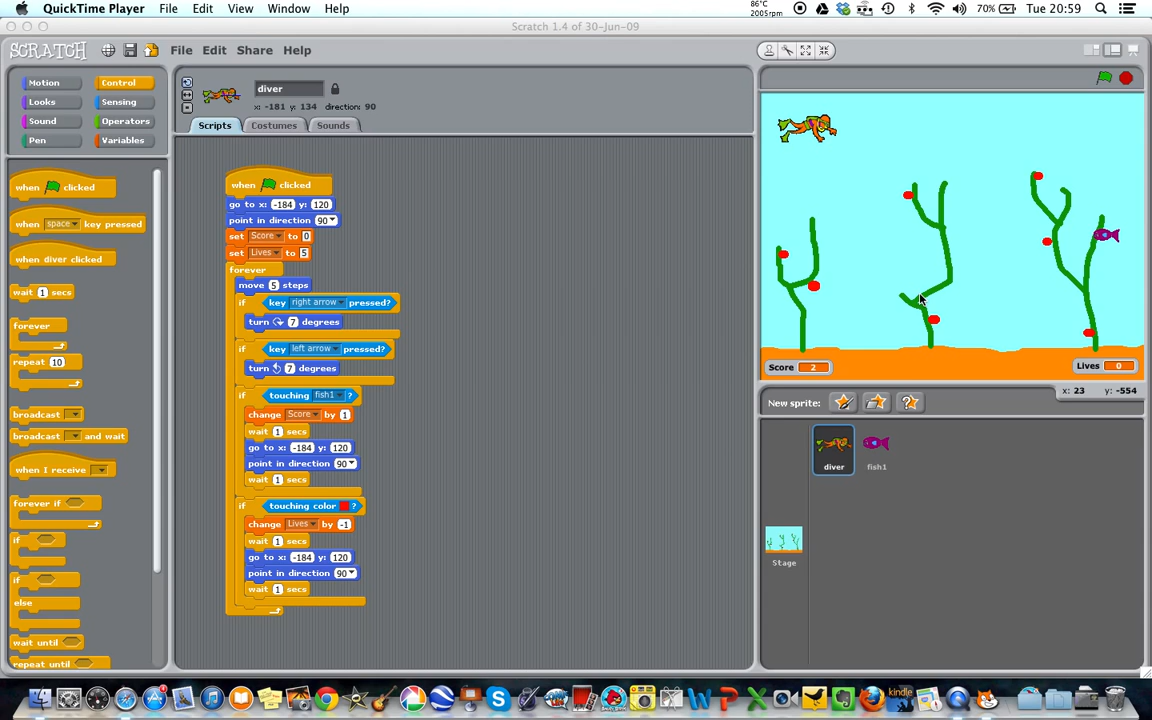 QuickTime Player File Edit View Window Help
86°C
2005rpm
70%
Tue 20:59
Scratch 1.4 of 30-Jun-09
SCRATCH File Edit Share Help
Motion Control
Looks Sensing
Sound Operators
Pen Variables
when clicked
when space key pressed
when diver clicked
wait 1 secs
forever
repeat 10
broadcast
broadcast and wait
when I receive
forever if
if
if
else
wait until
repeat until
diver
x: -181 y: 134 direction: 90
Scripts Costumes Sounds
when clicked
go to x: -184 y: 120
point in direction 90
set Score to 0
set Lives to 5
forever
move 5 steps
if key right arrow pressed?
turn 7 degrees
if key left arrow pressed?
turn 7 degrees
if touching fish1 ?
change Score by 1
wait 1 secs
go to x: -184 y: 120
point in direction 90
wait 1 secs
if touching color ?
change Lives by -1
wait 1 secs
go to x: -184 y: 120
point in direction 90
wait 1 secs
Score 2
Lives 0
x: 23 y: -554
New sprite:
diver
fish1
Stage
kindle